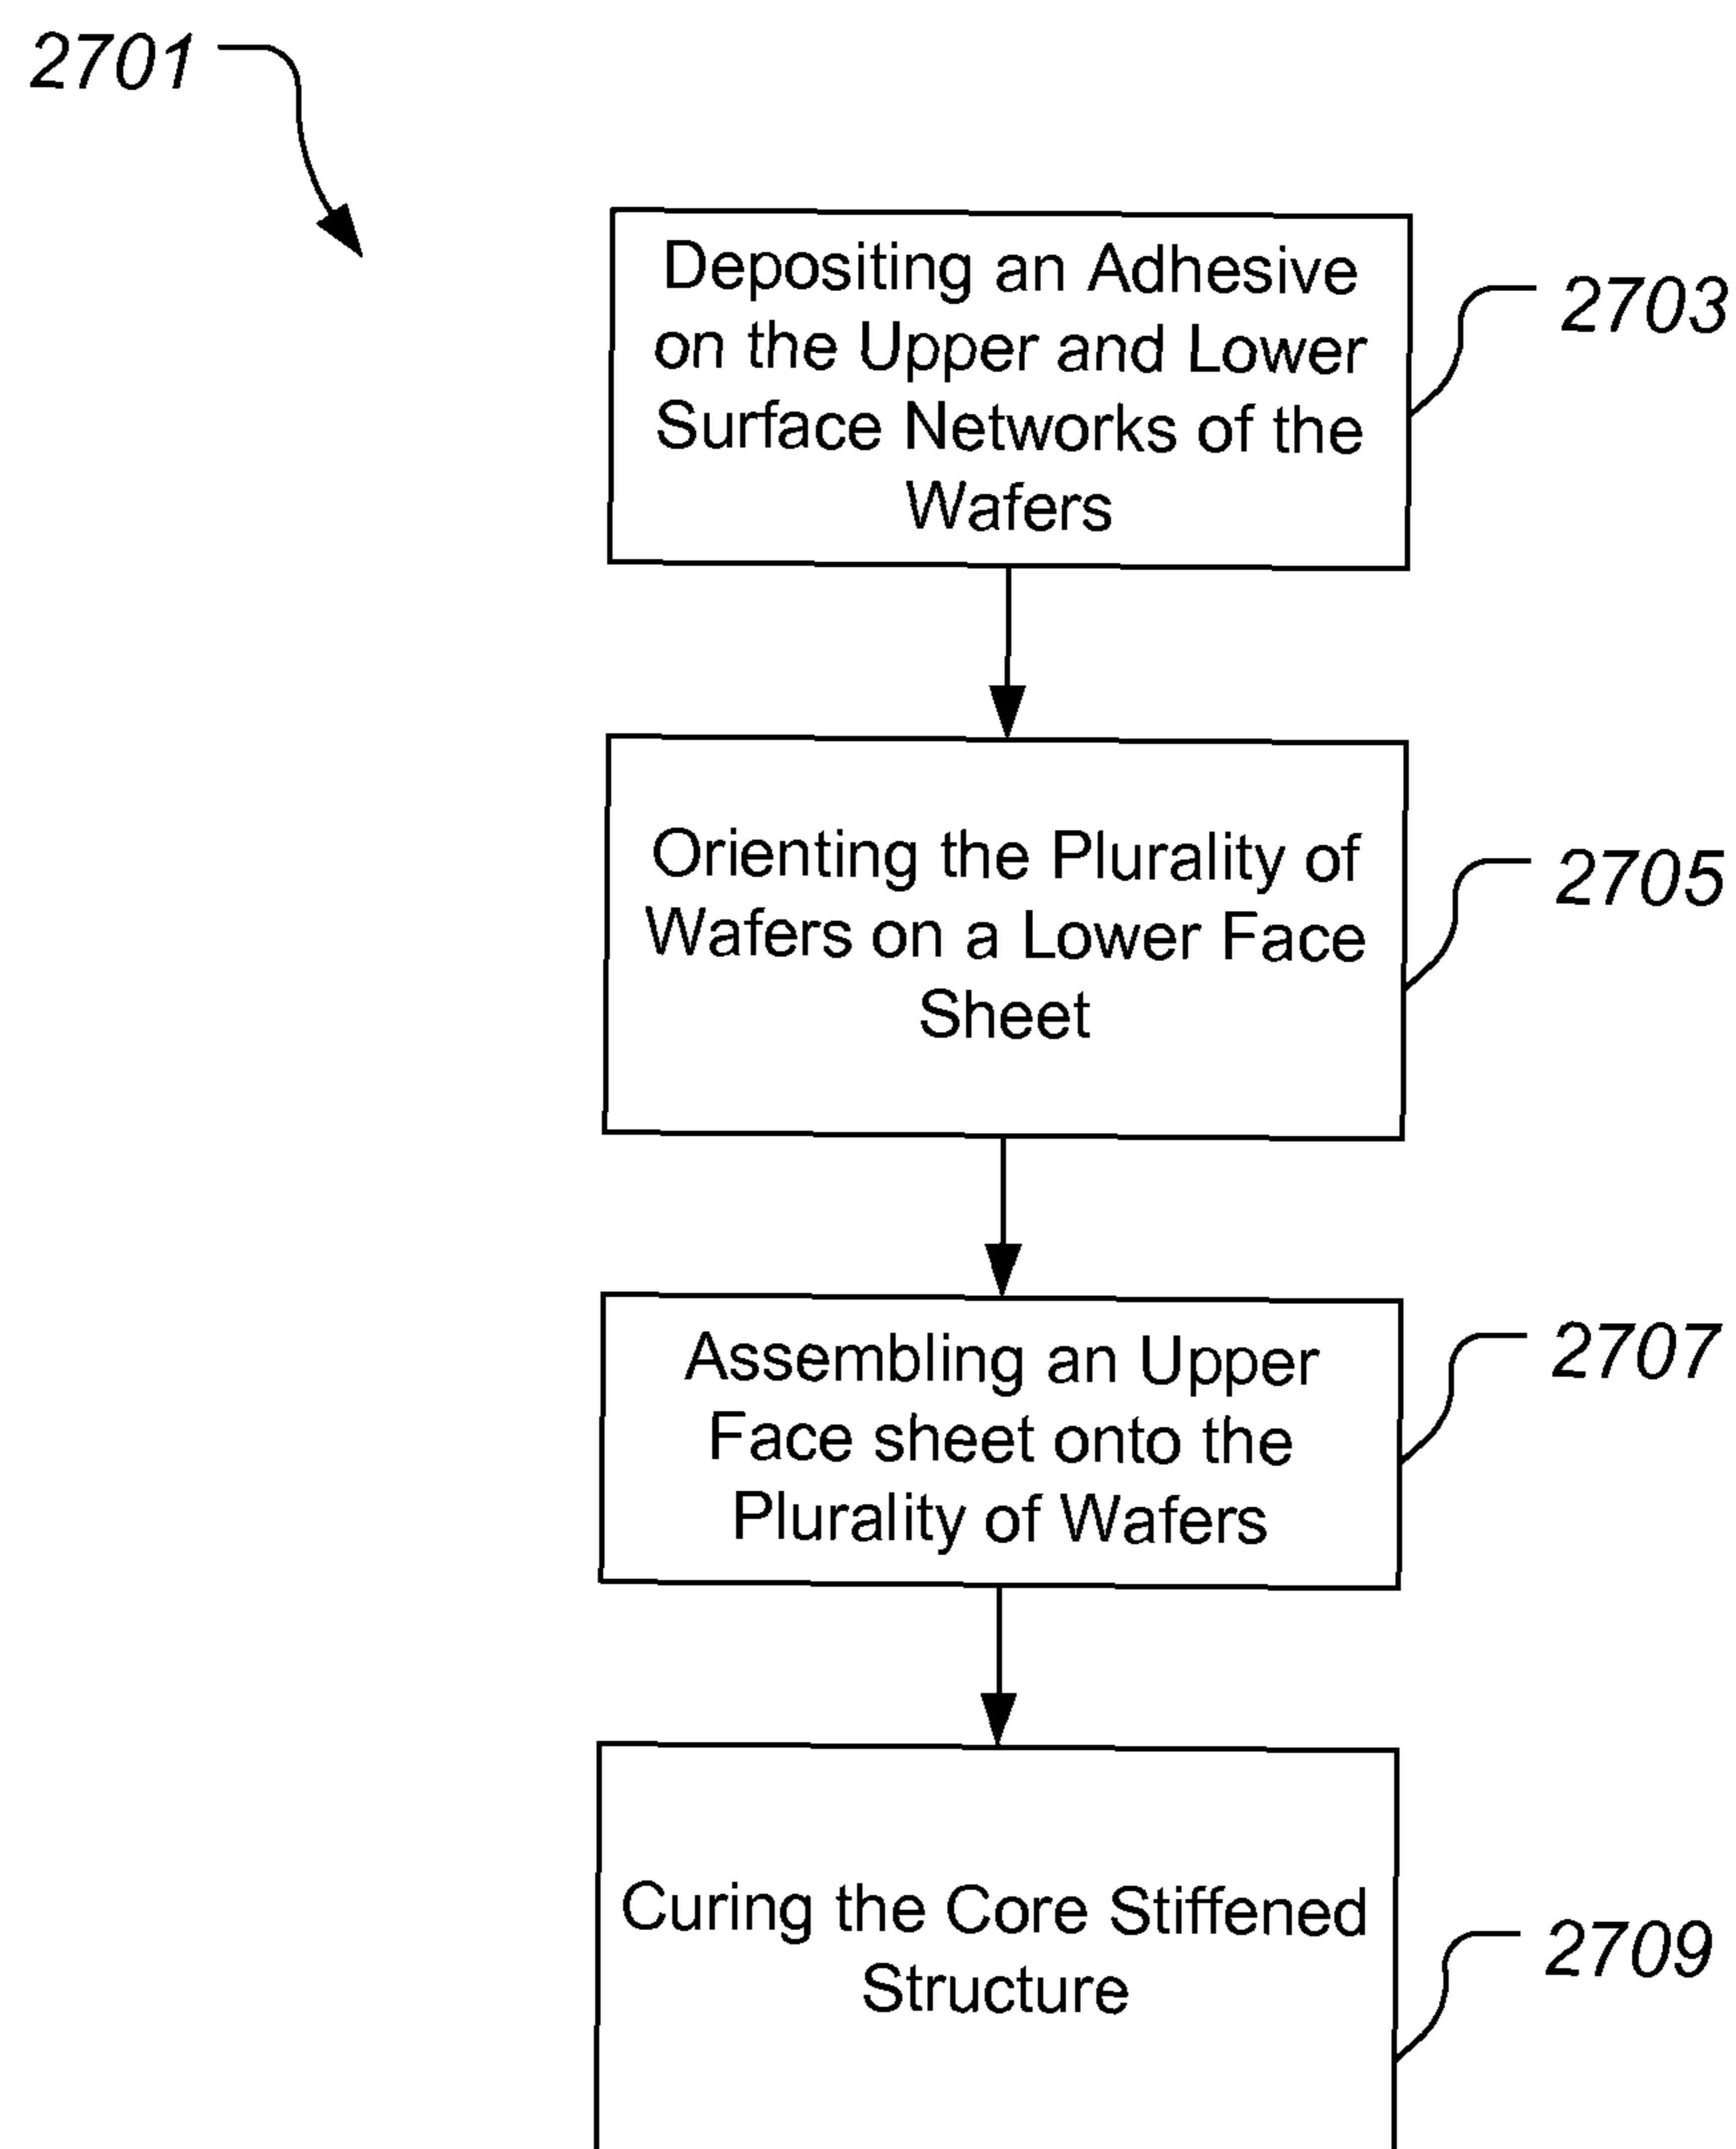 2701
Depositing an Adhesive
on the Upper and Lower
Surface Networks of the
Wafers
2703
Orienting the Plurality of
Wafers on a Lower Face
Sheet
2705
Assembling an Upper
Face sheet onto the
Plurality of Wafers
2707
Curing the Core Stiffened
Structure
2709